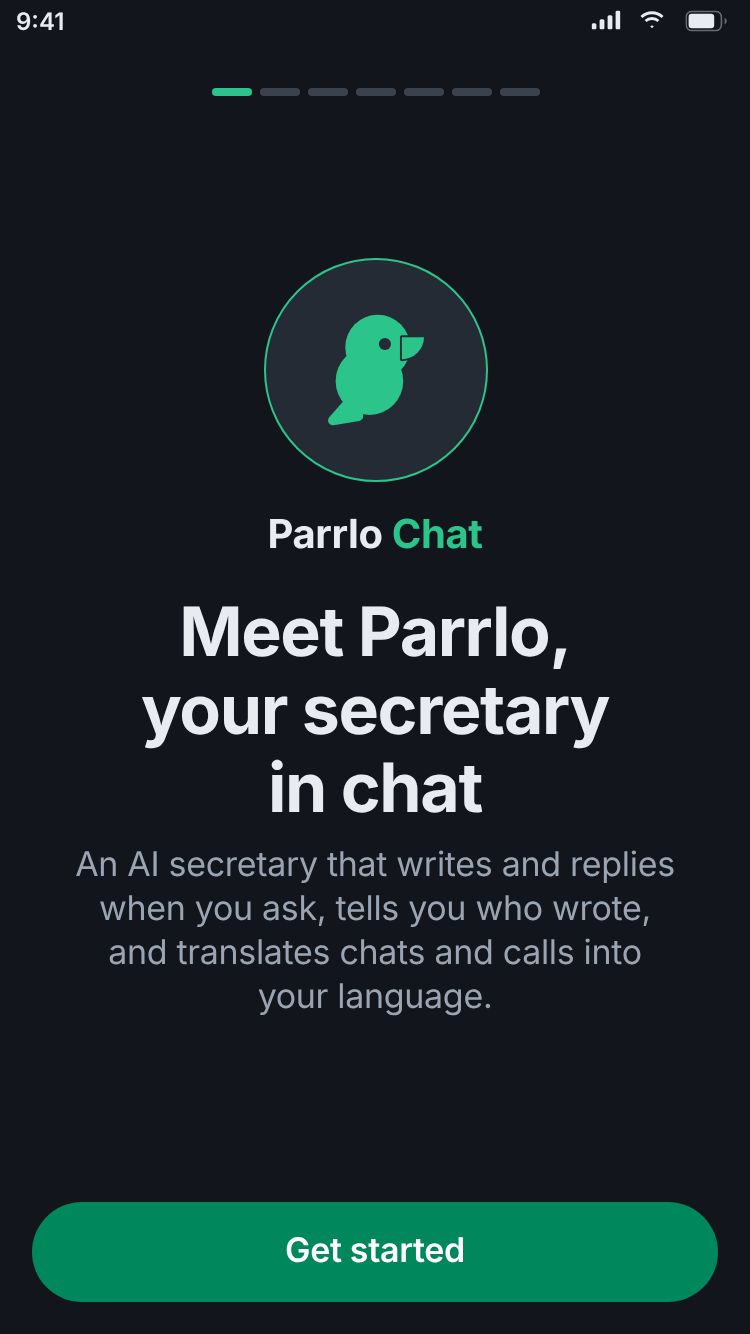 9:41
Parrlo Chat
Meet Parrlo,
your secretary
in chat
An AI secretary that writes and replies
when you ask, tells you who wrote,
and translates chats and calls into
your language.
Get started